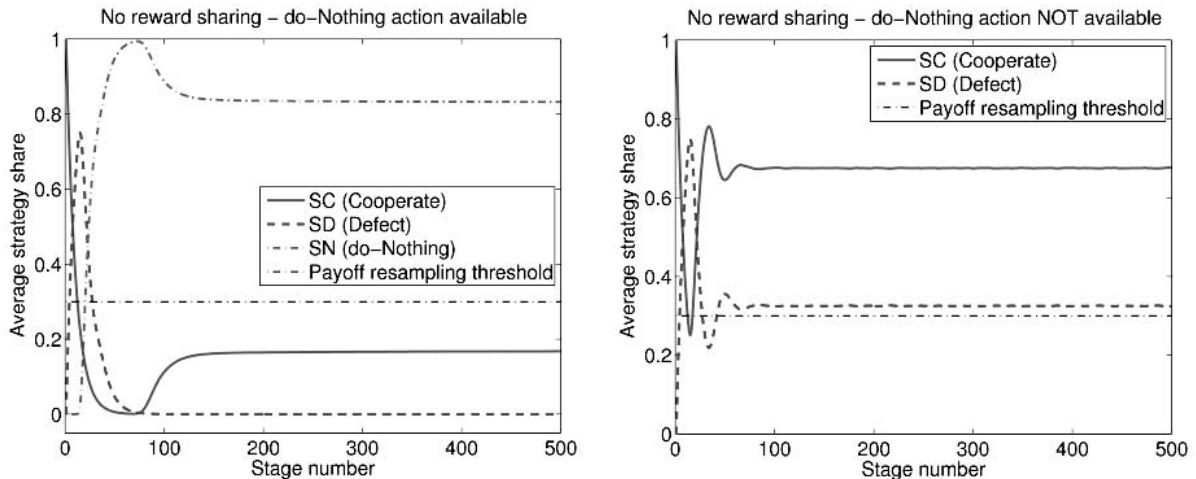 No reward sharing – do–Nothing action available
1
0.8
0.6
0.4
0.2
0
0
100
200
300
400
500
Average strategy share
Stage number
SC (Cooperate)
SD (Defect)
SN (do–Nothing)
Payoff resampling threshold
No reward sharing – do–Nothing action NOT available
1
0.8
0.6
0.4
0.2
0
0
100
200
300
400
500
Average strategy share
Stage number
SC (Cooperate)
SD (Defect)
Payoff resampling threshold